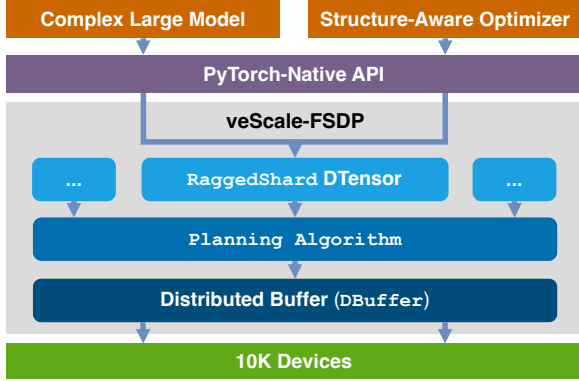 Complex Large Model
Structure-Aware Optimizer
PyTorch-Native API
veScale-FSDP
...
RaggedShard DTensor
...
Planning Algorithm
Distributed Buffer (DBuffer)
10K Devices